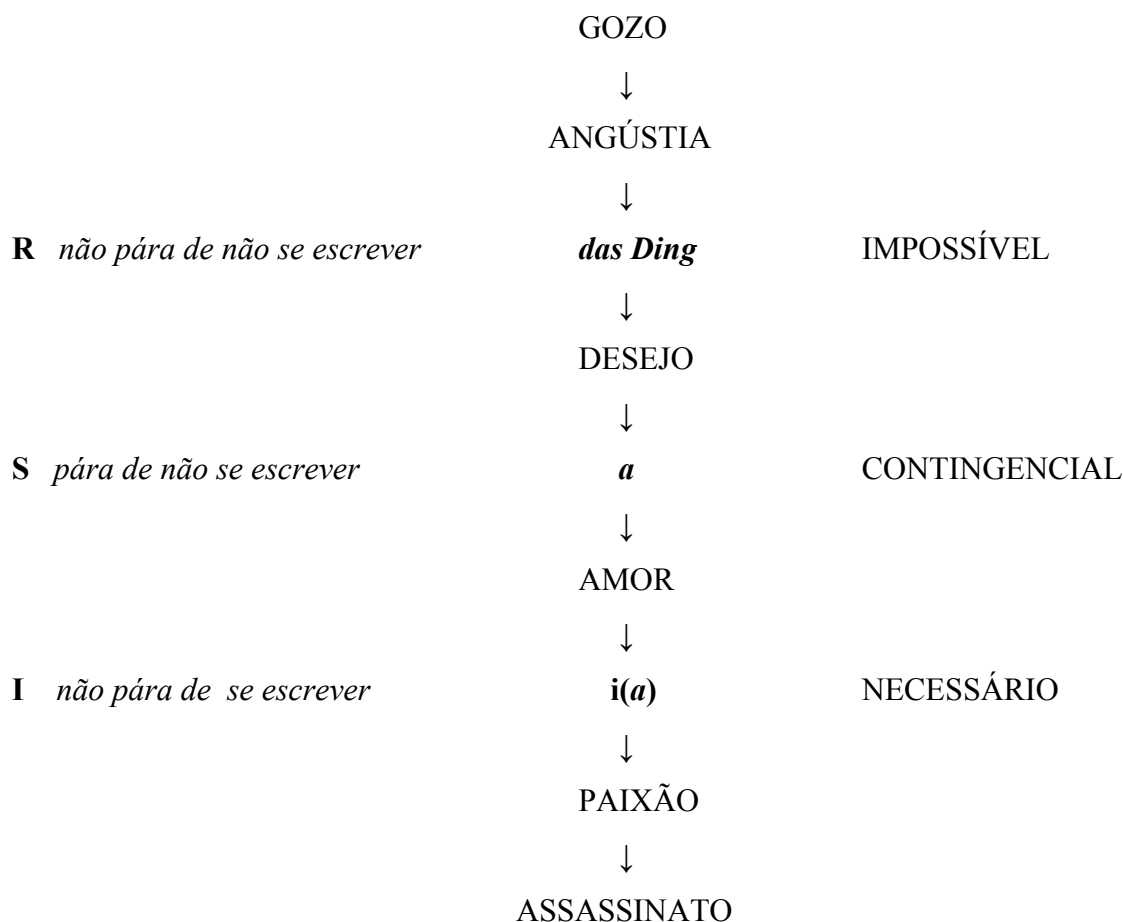 GOZO
↓
ANGÚSTIA
↓
R não pára de não se escrever das Ding IMPOSSÍVEL
↓
DESEJO
↓
S pára de não se escrever a CONTINGENCIAL
↓
AMOR
↓
I não pára de se escrever i(a) NECESSÁRIO
↓
PAIXÃO
↓
ASSASSINATO